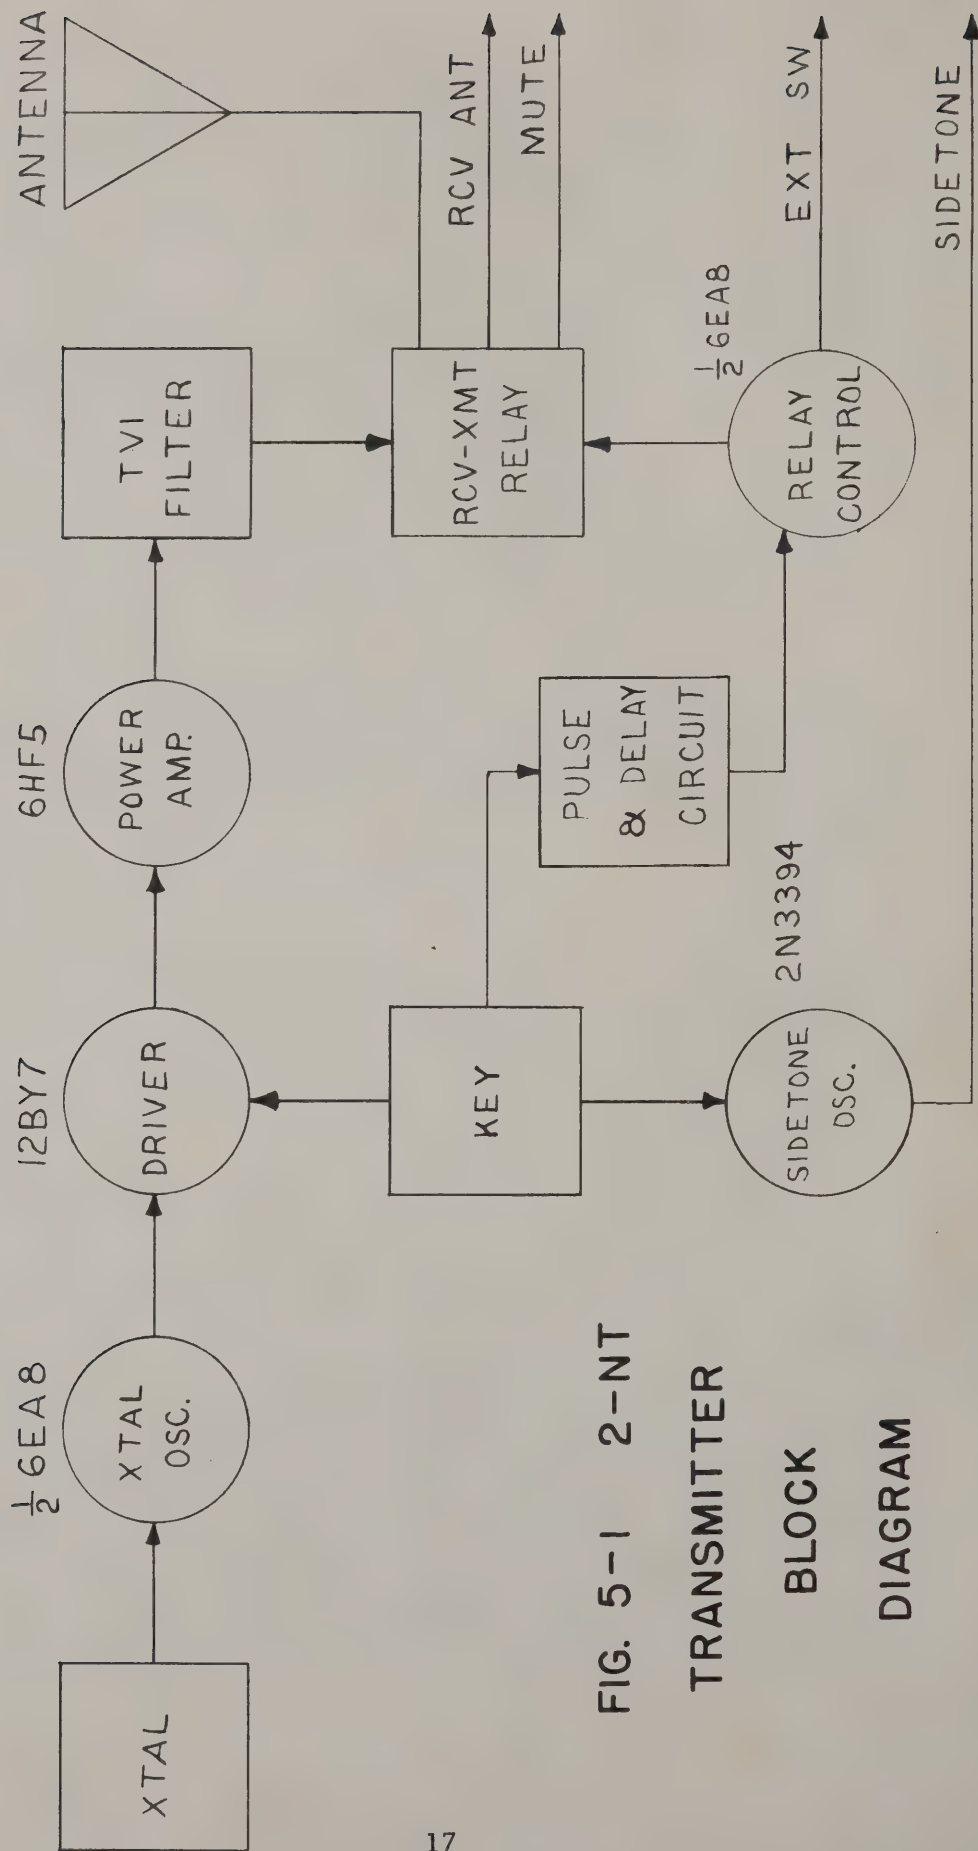 ANTENNA
1/2 6EA8
12BY7
6HF5
XTAL
XTAL
OSC.
DRIVER
POWER
AMP.
TVI
FILTER
KEY
RCV-XMT
RELAY
RCV ANT
MUTE
PULSE
& DELAY
CIRCUIT
1/2 6EA8
RELAY
CONTROL
EXT SW
SIDETONE
OSC.
2N3394
SIDETONE
FIG. 5-1 2-NT
TRANSMITTER
BLOCK
DIAGRAM
17